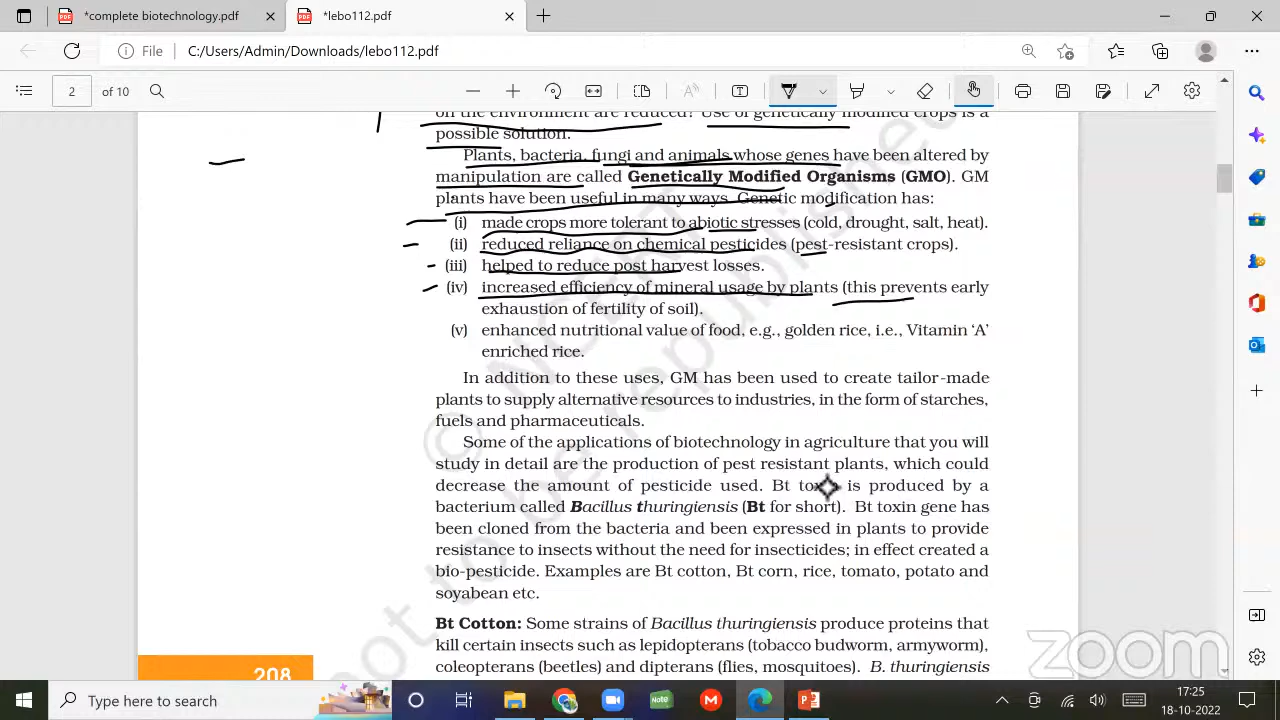 *complete biotechnology.pdf
*lebo112.pdf
File C:/Users/Admin/Downloads/lebo112.pdf
2 of 10
on the environment are reduced? Use of genetically modified crops is a
possible solution.
Plants, bacteria, fungi and animals whose genes have been altered by
manipulation are called Genetically Modified Organisms (GMO). GM
plants have been useful in many ways. Genetic modification has:
(i) made crops more tolerant to abiotic stresses (cold, drought, salt, heat).
(ii) reduced reliance on chemical pesticides (pest-resistant crops).
(iii) helped to reduce post harvest losses.
(iv) increased efficiency of mineral usage by plants (this prevents early
exhaustion of fertility of soil).
(v) enhanced nutritional value of food, e.g., golden rice, i.e., Vitamin ‘A’
enriched rice.
In addition to these uses, GM has been used to create tailor-made
plants to supply alternative resources to industries, in the form of starches,
fuels and pharmaceuticals.
Some of the applications of biotechnology in agriculture that you will
study in detail are the production of pest resistant plants, which could
decrease the amount of pesticide used. Bt toxin is produced by a
bacterium called Bacillus thuringiensis (Bt for short). Bt toxin gene has
been cloned from the bacteria and been expressed in plants to provide
resistance to insects without the need for insecticides; in effect created a
bio-pesticide. Examples are Bt cotton, Bt corn, rice, tomato, potato and
soyabean etc.
Bt Cotton: Some strains of Bacillus thuringiensis produce proteins that
kill certain insects such as lepidopterans (tobacco budworm, armyworm),
coleopterans (beetles) and dipterans (flies, mosquitoes). B. thuringiensis
208
© NCERT
not to be republished
zoom
Type here to search
Note
17:25
18-10-2022